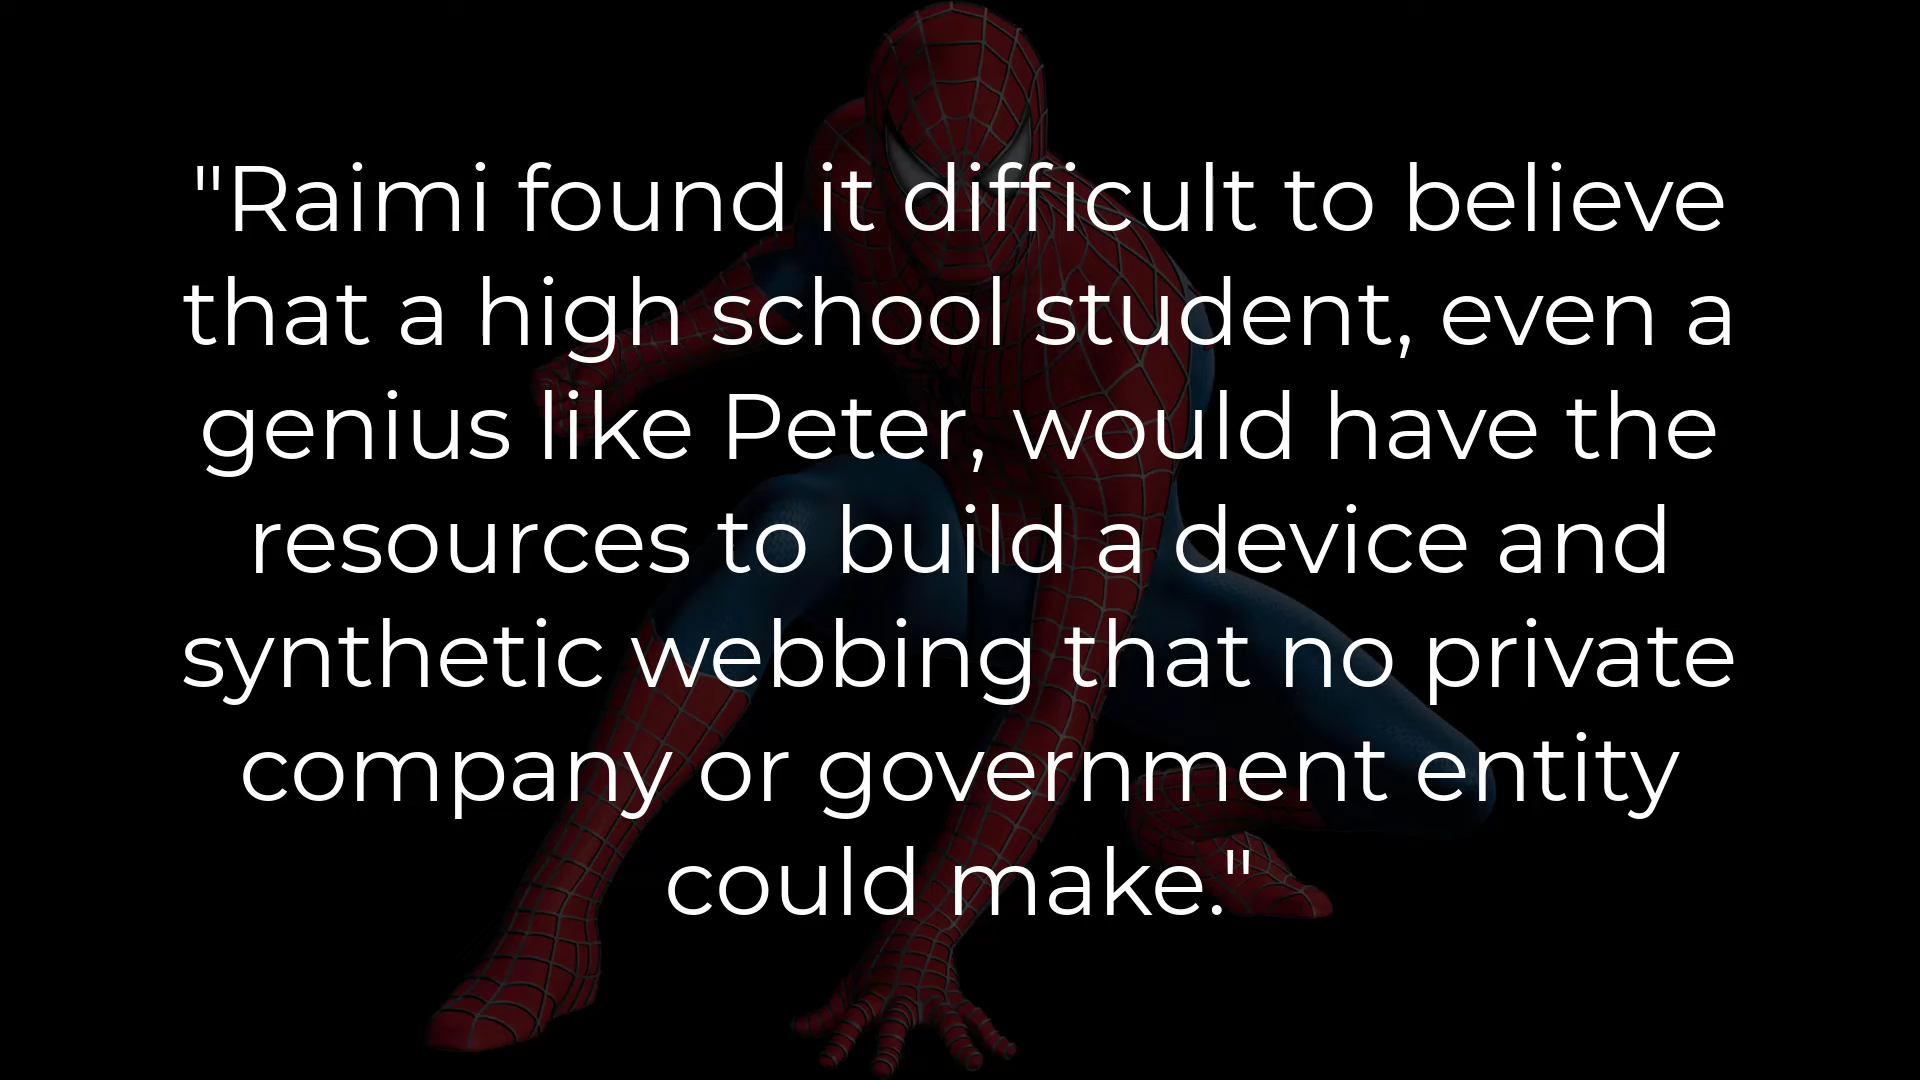 "Raimi found it difficult to believe
that a high school student, even a
genius like Peter, would have the
resources to build a device and
synthetic webbing that no private
company or government entity
could make."